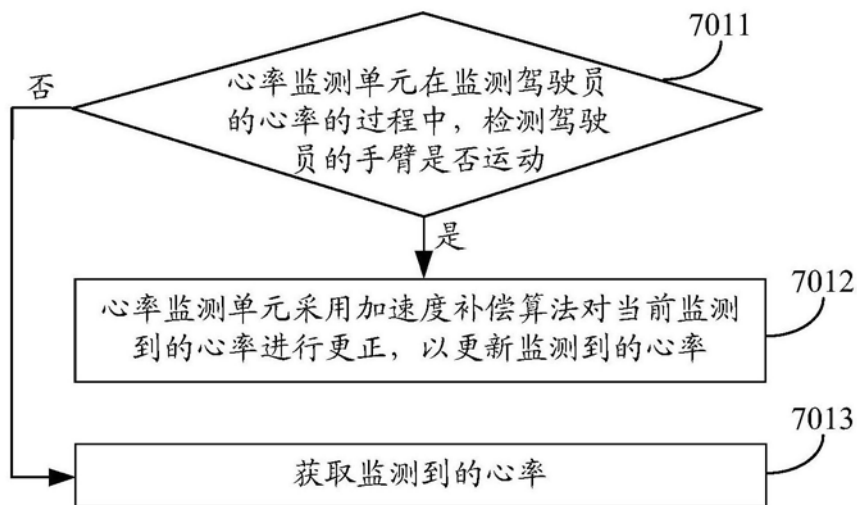 7011
心率监测单元在监测驾驶员
的心率的过程中，检测驾驶
员的手臂是否运动
否
是
7012
心率监测单元采用加速度补偿算法对当前监测
到的心率进行更正，以更新监测到的心率
7013
获取监测到的心率